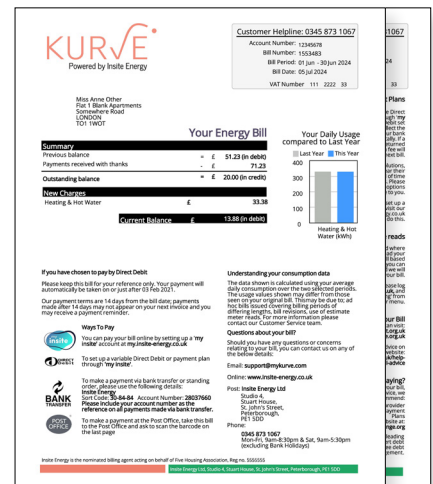 KURVE
Powered by Insite Energy
Customer Helpline: 0345 873 1067
Account Number: 12345678
Bill Number: 1553483
Bill Period: 01 Jun - 30 Jun 2024
Bill Date: 05 Jul 2024
VAT Number 111 2222 33
Miss Anne Other
Flat 1 Blank Apartments
Somewhere Road
LONDON
TO1 1WOT
Your Energy Bill
Summary
Previous balance = £ 51.23 (in debit)
Payments received with thanks - £ 71.23
Outstanding balance = £ 20.00 (in credit)
New Charges
Heating & Hot Water £ 33.38
Current Balance £ 13.88 (in debit)
Your Daily Usage
compared to Last Year
Last Year This Year
400
300
200
100
0
Heating &
Hot Water
(kWh)
If you have chosen to pay by Direct Debit
Please keep this bill for your reference only. Your payment will
automatically be taken on or just after 03 Feb 2021.
Our payment terms are 14 days from the bill date; payments
made after 14 days may not appear on your next invoice and you
may receive a payment reminder.
Ways To Pay
insite
You can pay your bill online by setting up a 'my
insite' account at my.insite-energy.co.uk
DIRECT Debit
To set up a variable Direct Debit or payment plan
through 'my insite'.
BANK
TRANSFER
To make a payment via bank transfer or standing
order, please use the following details:
Insite Energy
Sort Code: 30-84-84 Account Number: 28037660
Please include your account number as the
reference on all payments made via bank transfer.
POST
OFFICE
To make a payment at the Post Office, take this bill
to the Post Office and ask to scan the barcode on
the last page
Understanding your consumption data
The data shown is calculated using your average
daily consumption over the two selected periods.
The usage values shown may differ from those
seen on your original bill. This may be due to; ad
hoc bills issued covering billing periods of
differing lengths, bill revisions, use of estimate
meter reads. For more information please
contact our Customer Service team.
Questions about your bill?
Should you have any questions or concerns
relating to your bill, you can contact us on any of
the below details:
Email: support@mykurve.com
Online: www.insite-energy.co.uk
Post: Insite Energy Ltd
Studio 4,
Stuart House,
St. John's Street,
Peterborough,
PE1 5DD
Phone:
0345 873 1067
Mon-Fri, 9am-8:30pm & Sat, 9am-5:30pm
(excluding Bank Holidays)
Insite Energy is the nominated billing agent acting on behalf of Five Housing Association, Reg no. SSSSSSS
Insite Energy Ltd, Studio 4, Stuart House, St. John's Street, Peterborough, PE1 5DD
1067
24
33
Plans
reads
our Bill
aying?